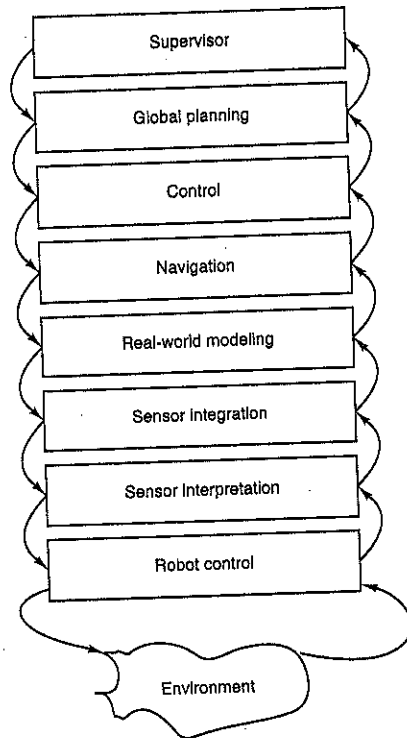 Supervisor
Global planning
Control
Navigation
Real-world modeling
Sensor integration
Sensor interpretation
Robot control
Environment